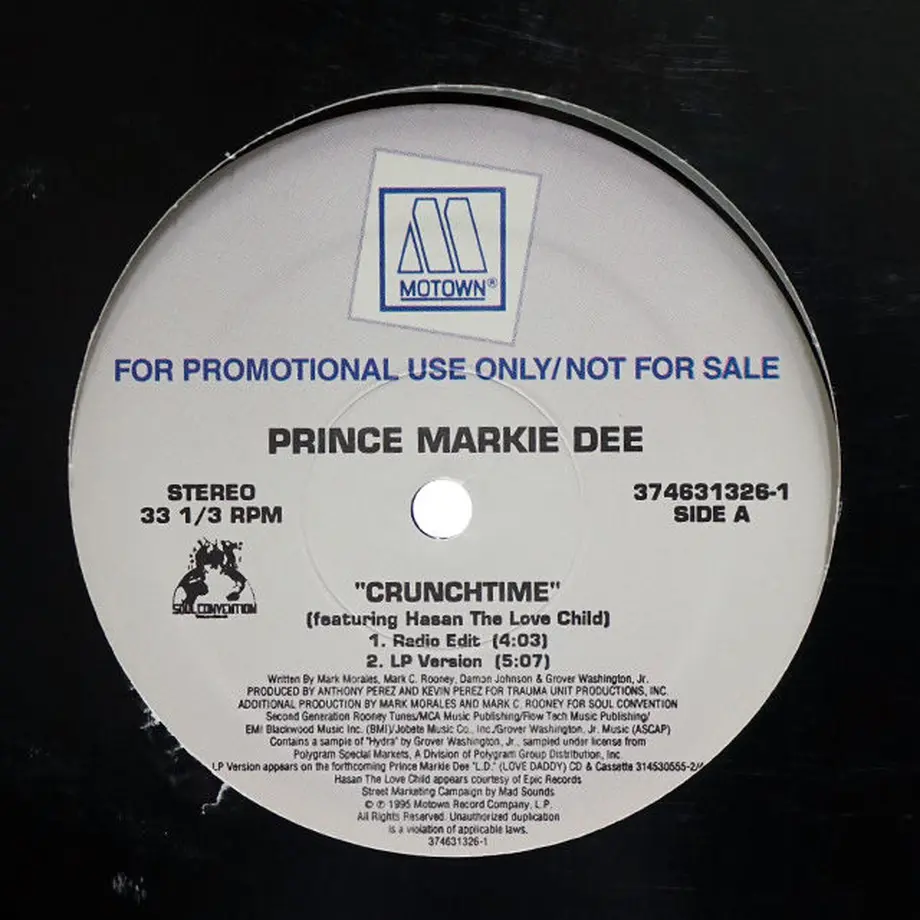 MOTOWN®
FOR PROMOTIONAL USE ONLY/NOT FOR SALE
PRINCE MARKIE DEE
STEREO
33 1/3 RPM
374631326-1
SIDE A
SOUL CONVENTION
"CRUNCHTIME"
(featuring Hasan The Love Child)
1. Radio Edit (4:03)
2. LP Version (5:07)
Written By Mark Morales, Mark C. Rooney, Damon Johnson & Grover Washington, Jr.
PRODUCED BY ANTHONY PEREZ AND KEVIN PEREZ FOR TRAUMA UNIT PRODUCTIONS, INC.
ADDITIONAL PRODUCTION BY MARK MORALES AND MARK C. ROONEY FOR SOUL CONVENTION
Second Generation Rooney Tunes/MCA Music Publishing/Flow Tech Music Publishing/
EMI Blackwood Music Inc. (BMI)/Jobete Music Co., Inc./Grover Washington, Jr. Music (ASCAP)
Contains a sample of "Hydra" by Grover Washington, Jr., sampled under license from
Polygram Special Markets, A Division of Polygram Group Distribution, Inc.
LP Version appears on the forthcoming Prince Markie Dee "L.D." (LOVE DADDY) CD & Cassette 314530555-2/4
Hasan The Love Child appears courtesy of Epic Records
Street Marketing Campaign by Mad Sounds
© ℗ 1995 Motown Record Company, L.P.
All Rights Reserved. Unauthorized duplication
is a violation of applicable laws.
374631326-1